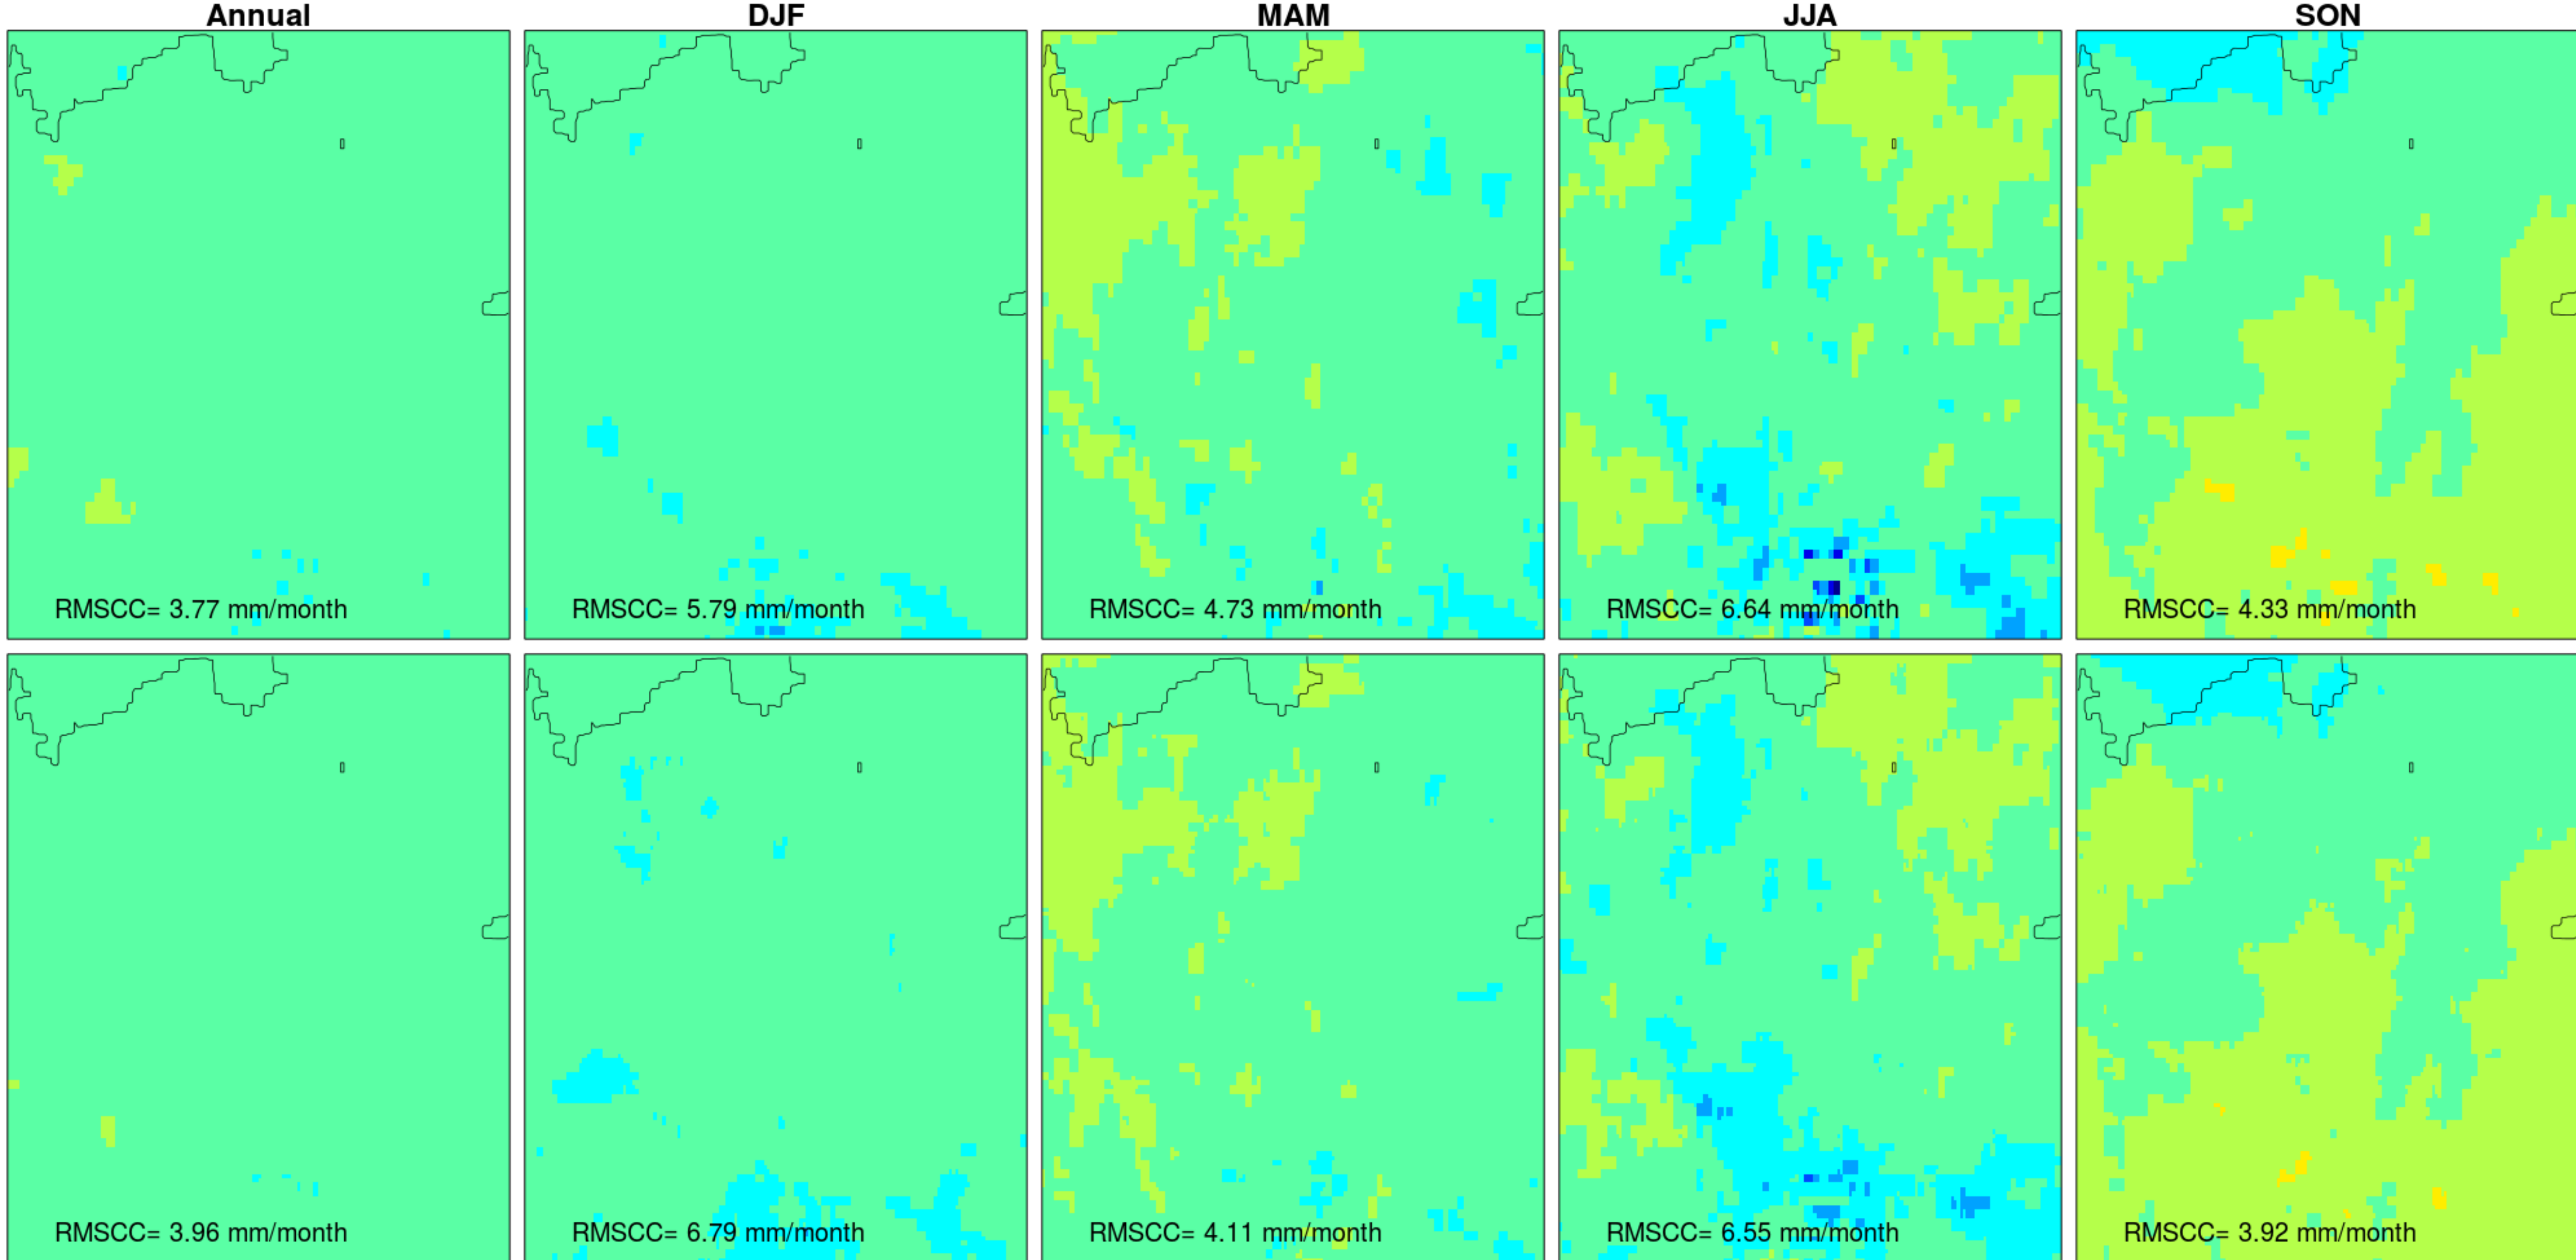 Annual
DJF
MAM
JJA
SON
RMSCC= 3.77 mm/month
RMSCC= 5.79 mm/month
RMSCC= 4.73 mm/month
RMSCC= 6.64 mm/month
RMSCC= 4.33 mm/month
RMSCC= 3.96 mm/month
RMSCC= 6.79 mm/month
RMSCC= 4.11 mm/month
RMSCC= 6.55 mm/month
RMSCC= 3.92 mm/month